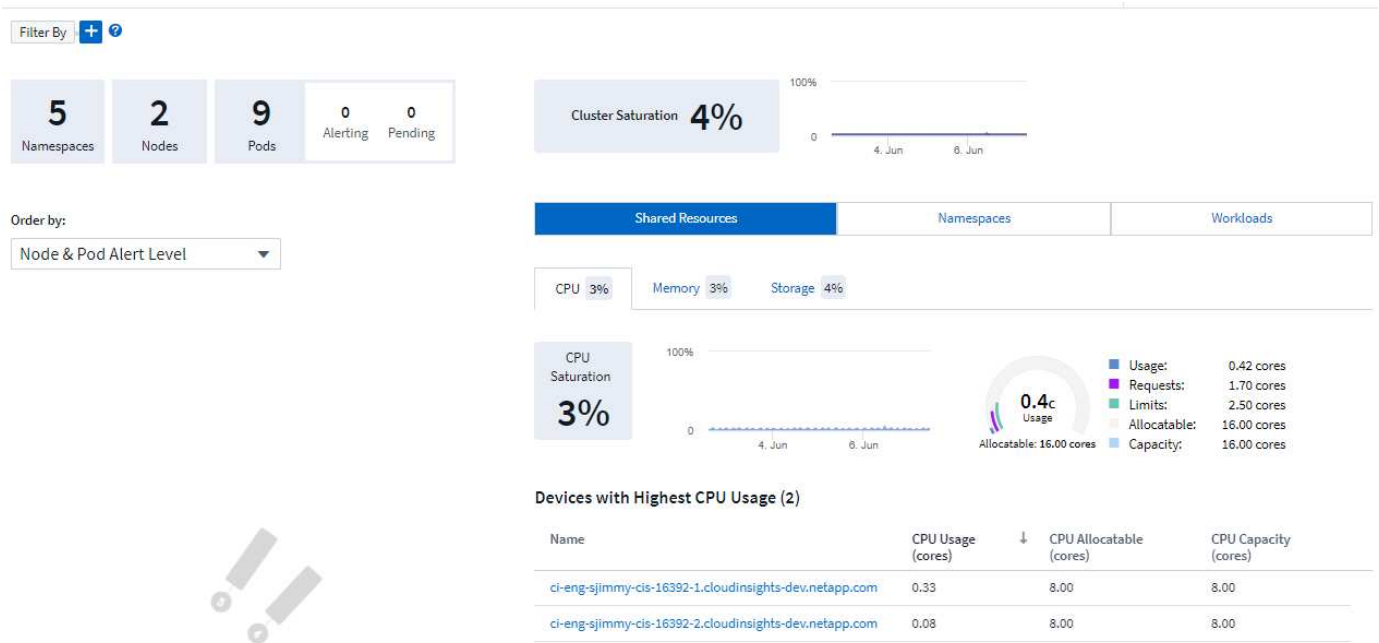 Filter By + ?
5
Namespaces
2
Nodes
9
Pods
0
Alerting
0
Pending
Cluster Saturation 4%
100%
0
4. Jun 6. Jun
Order by:
Node & Pod Alert Level
Shared Resources Namespaces Workloads
CPU 3% Memory 3% Storage 4%
CPU
Saturation
3%
100%
0
4. Jun 6. Jun
0.4c
Usage
Allocatable: 16.00 cores
Usage: 0.42 cores
Requests: 1.70 cores
Limits: 2.50 cores
Allocatable: 16.00 cores
Capacity: 16.00 cores
Devices with Highest CPU Usage (2)
Name CPU Usage (cores) ↓ CPU Allocatable (cores) CPU Capacity (cores)
ci-eng-sjimmy-cis-16392-1.cloudinsights-dev.netapp.com 0.33 8.00 8.00
ci-eng-sjimmy-cis-16392-2.cloudinsights-dev.netapp.com 0.08 8.00 8.00